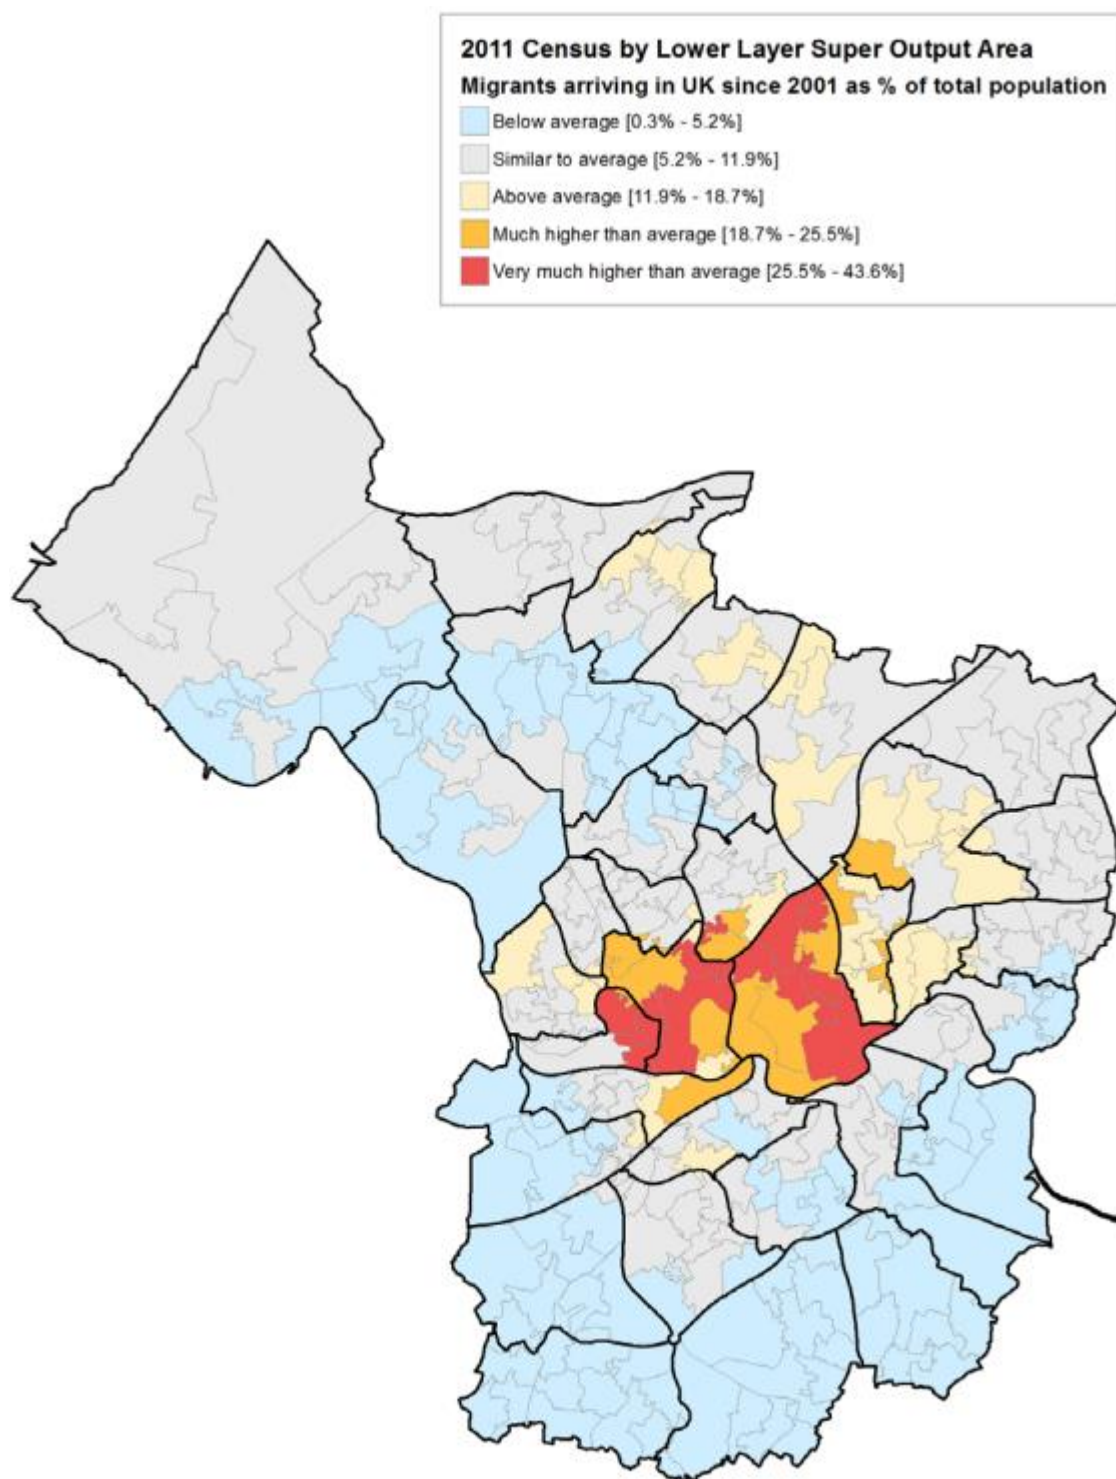 2011 Census by Lower Layer Super Output Area
Migrants arriving in UK since 2001 as % of total population
Below average [0.3% - 5.2%]
Similar to average [5.2% - 11.9%]
Above average [11.9% - 18.7%]
Much higher than average [18.7% - 25.5%]
Very much higher than average [25.5% - 43.6%]